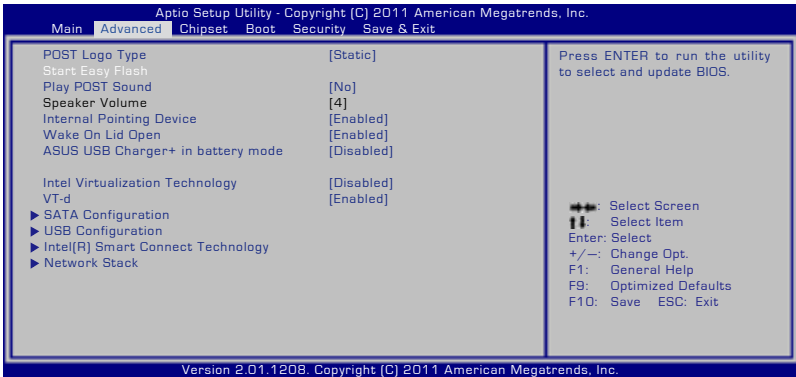 Aptio Setup Utility - Copyright (C) 2011 American Megatrends, Inc.
Main Advanced Chipset Boot Security Save & Exit
POST Logo Type [Static]
Start Easy Flash
Play POST Sound [No]
Speaker Volume [4]
Internal Pointing Device [Enabled]
Wake On Lid Open [Enabled]
ASUS USB Charger+ in battery mode [Disabled]
Intel Virtualization Technology [Disabled]
VT-d [Enabled]
SATA Configuration
USB Configuration
Intel(R) Smart Connect Technology
Network Stack
Press ENTER to run the utility
to select and update BIOS.
→←: Select Screen
↑↓: Select Item
Enter: Select
+/—: Change Opt.
F1: General Help
F9: Optimized Defaults
F10: Save ESC: Exit
Version 2.01.1208. Copyright (C) 2011 American Megatrends, Inc.